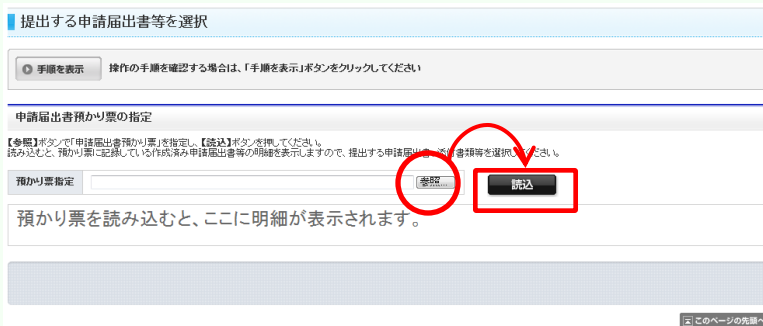 提出する申請届出書等を選択
手順を表示 操作の手順を確認する場合は、「手順を表示」ボタンをクリックしてください
申請届出書預かり票の指定
【参照】ボタンで「申請届出書預かり票」を指定し、【読込】ボタンを押してください。
読み込むと、預かり票に記録している作成済み申請届出書等の明細を表示しますので、提出する申請届出書・添付書類等を選択してください。
預かり票指定 参照... 読込
預かり票を読み込むと、ここに明細が表示されます。
このページの先頭へ